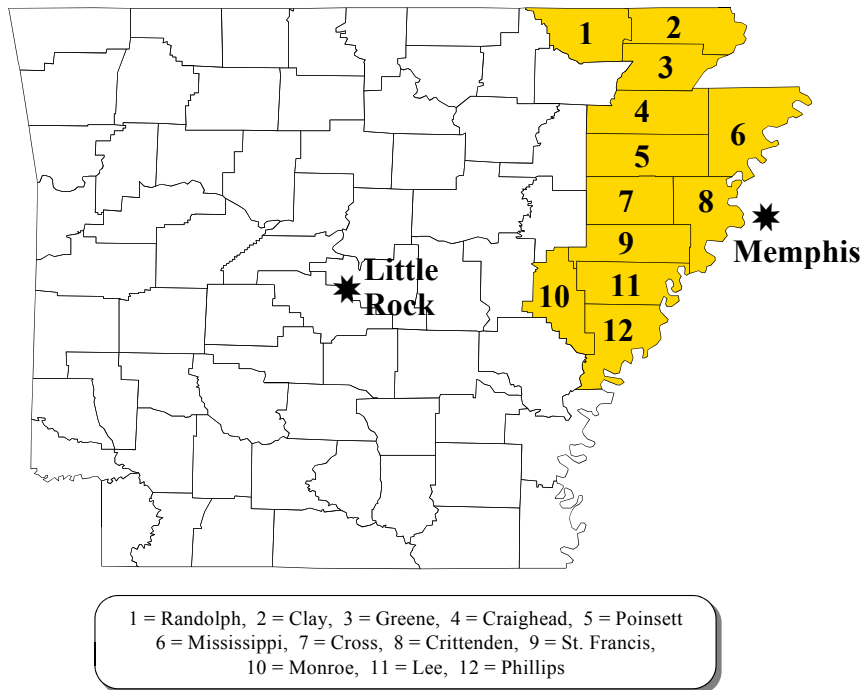 1
2
3
4
6
5
7
8
9
Memphis
Little
Rock
10
11
12
1 = Randolph, 2 = Clay, 3 = Greene, 4 = Craighead, 5 = Poinsett
6 = Mississippi, 7 = Cross, 8 = Crittenden, 9 = St. Francis,
10 = Monroe, 11 = Lee, 12 = Phillips